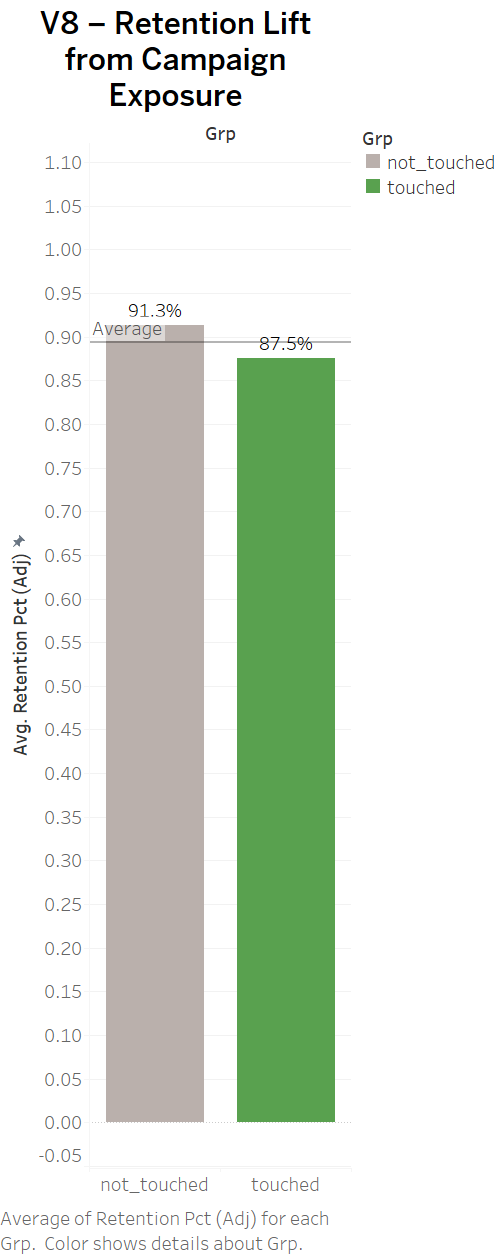 V8 – Retention Lift
from Campaign
Exposure
Grp
Grp
not_touched
touched
1.10
1.05
1.00
0.95
91.3%
Average
0.90
87.5%
0.85
0.80
0.75
0.70
0.65
0.60
0.55
0.50
0.45
0.40
0.35
0.30
0.25
0.20
0.15
0.10
0.05
0.00
-0.05
Avg. Retention Pct (Adj)
not_touched touched
Average of Retention Pct (Adj) for each
Grp. Color shows details about Grp.